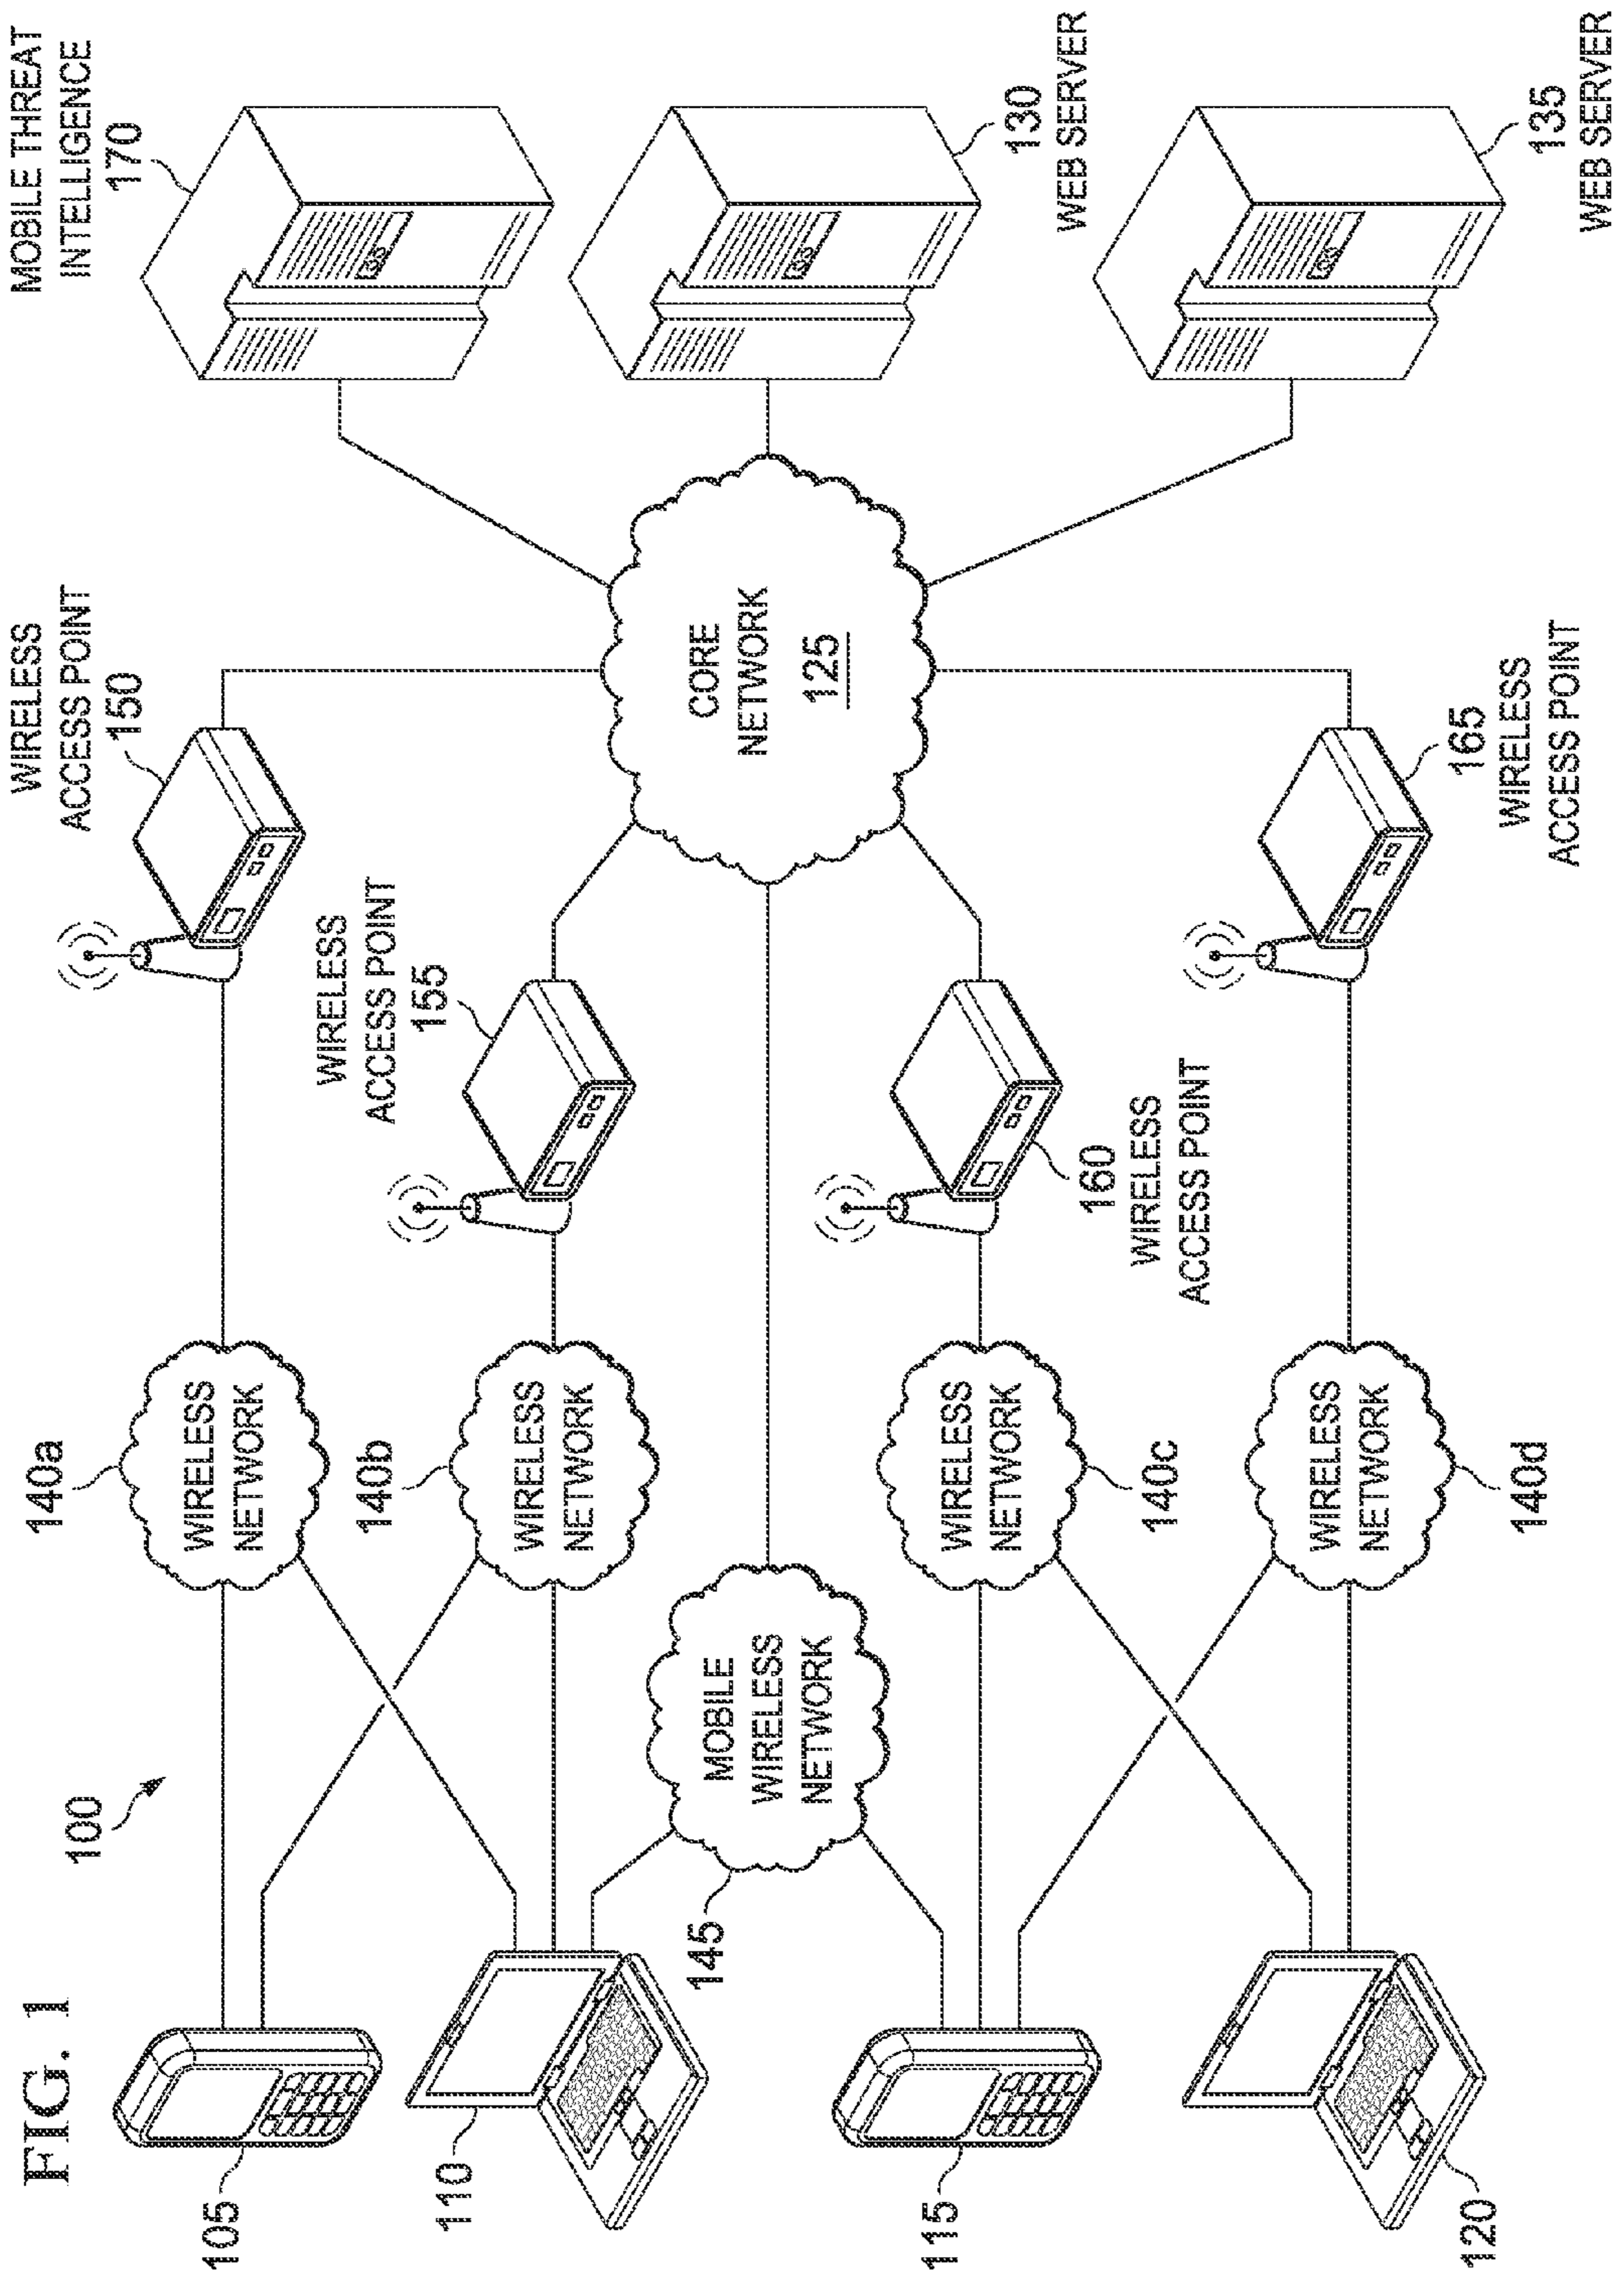 FIG. 1
100
105
110
115
120
140a
WIRELESS
NETWORK
140b
WIRELESS
NETWORK
145
MOBILE
WIRELESS
NETWORK
WIRELESS
NETWORK
140c
WIRELESS
NETWORK
140d
WIRELESS
ACCESS POINT
150
WIRELESS
ACCESS POINT
155
160
WIRELESS
ACCESS POINT
165
WIRELESS
ACCESS POINT
CORE
NETWORK
125
MOBILE THREAT
INTELLIGENCE
170
130
WEB SERVER
135
WEB SERVER